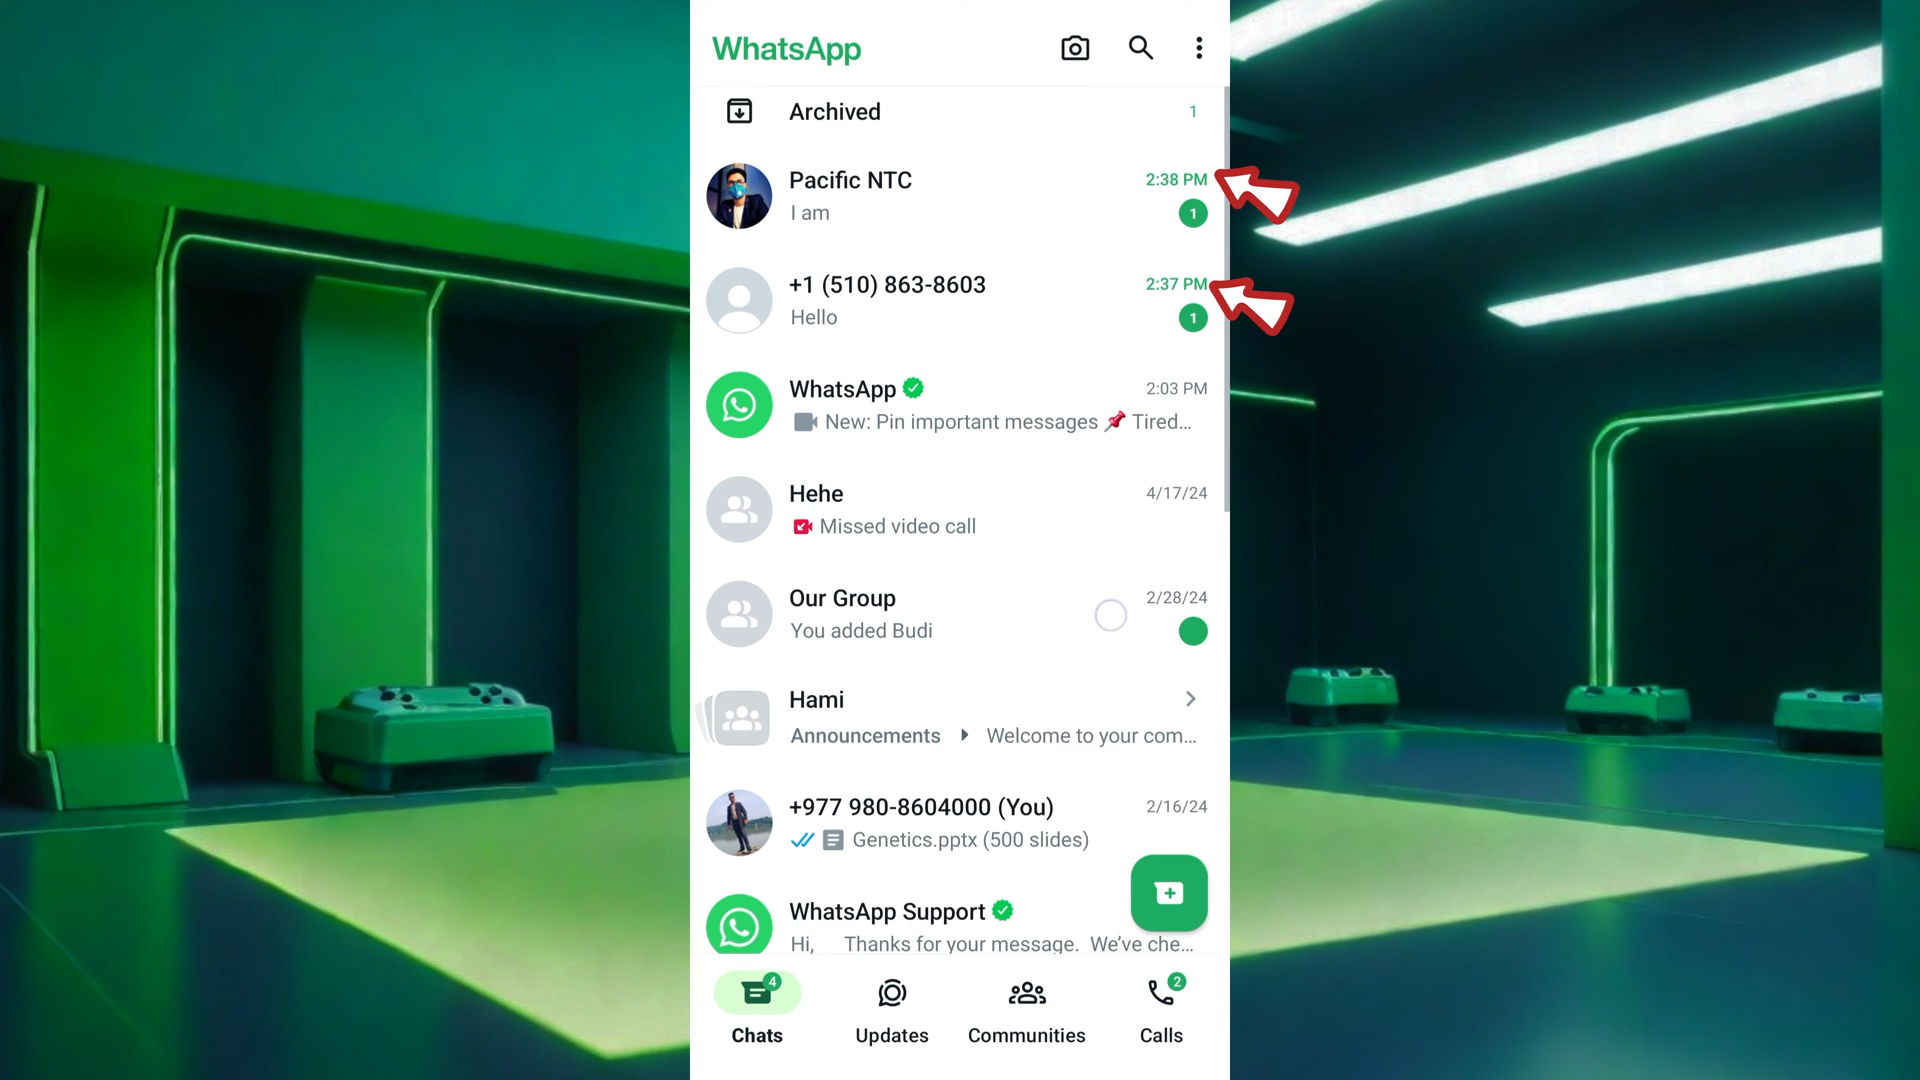 WhatsApp
Archived 1
Pacific NTC 2:38 PM
I am 1
+1 (510) 863-8603 2:37 PM
Hello 1
WhatsApp 2:03 PM
New: Pin important messages 📌 Tired...
Hehe 4/17/24
Missed video call
Our Group 2/28/24
You added Budi
Hami
Announcements Welcome to your com...
+977 980-8604000 (You) 2/16/24
Genetics.pptx (500 slides)
WhatsApp Support
Hi, Thanks for your message. We've che...
4 2
Chats Updates Communities Calls